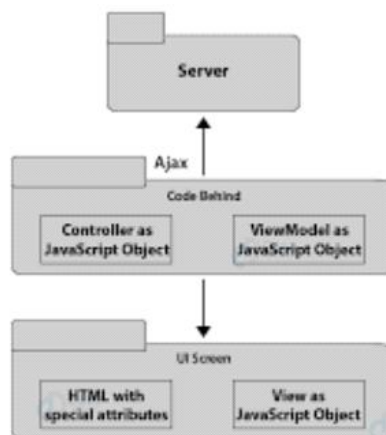 Server
Ajax
Code Behind
Controller as
JavaScript Object
ViewModel as
JavaScript Object
UI Screen
HTML with
special attributes
View as
JavaScript Object